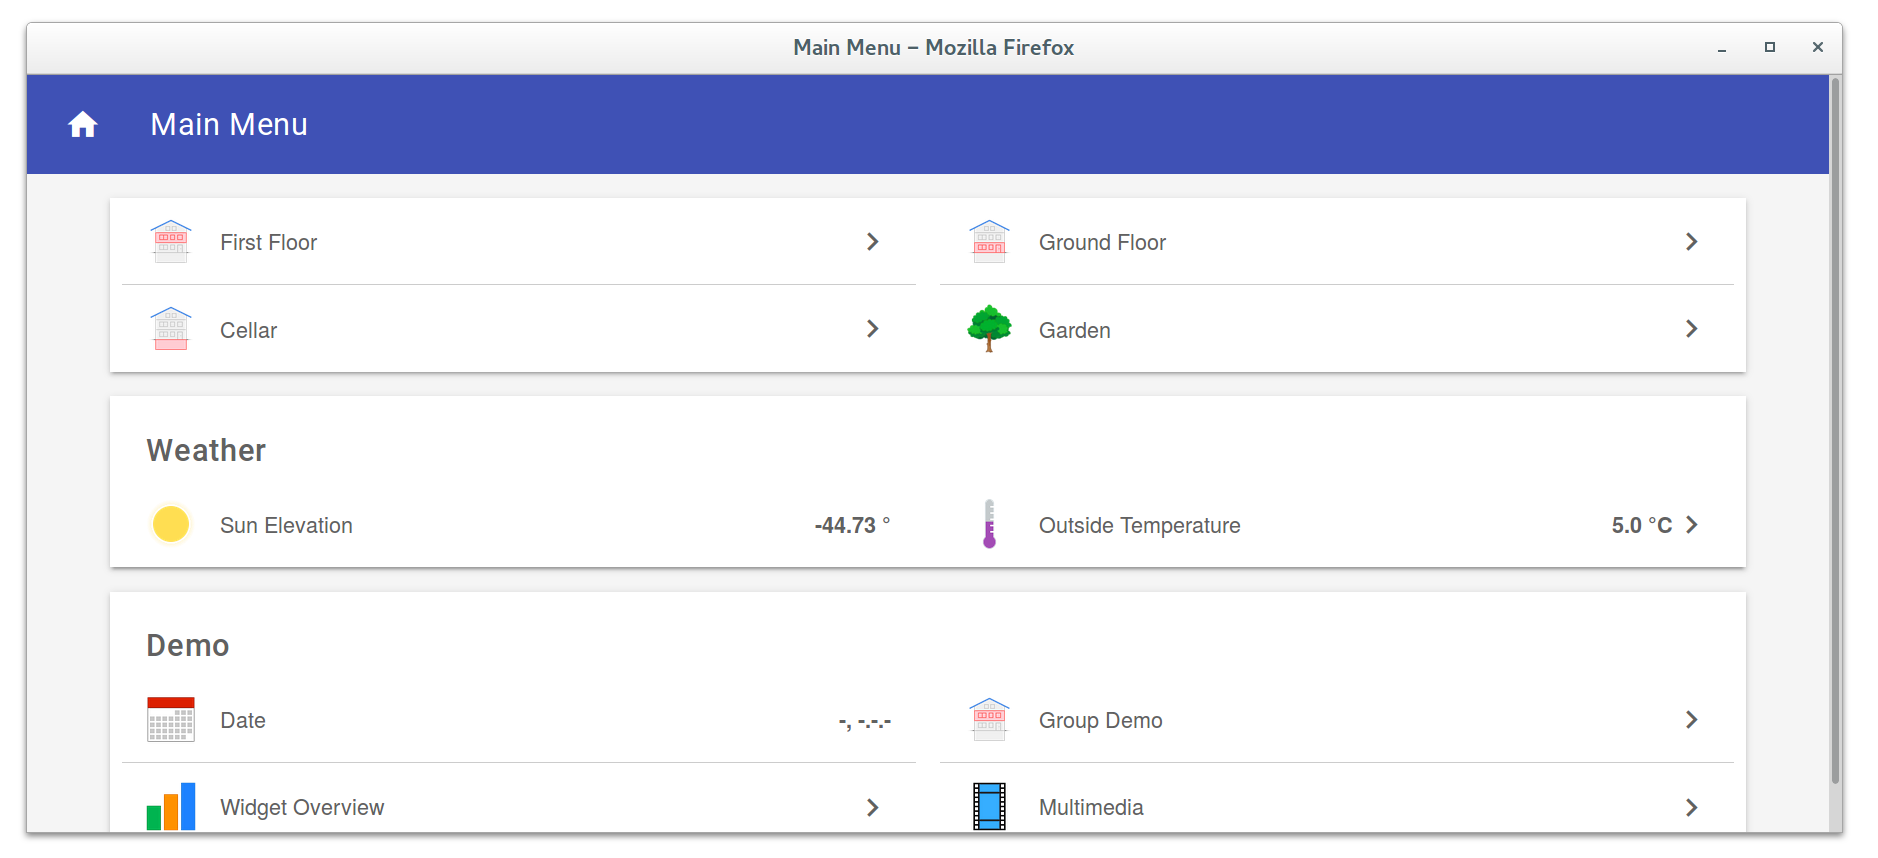 Main Menu – Mozilla Firefox
Main Menu
First Floor
Ground Floor
Cellar
Garden
Weather
Sun Elevation -44.73 °
Outside Temperature 5.0 °C
Demo
Date -, -.-.-
Group Demo
Widget Overview
Multimedia